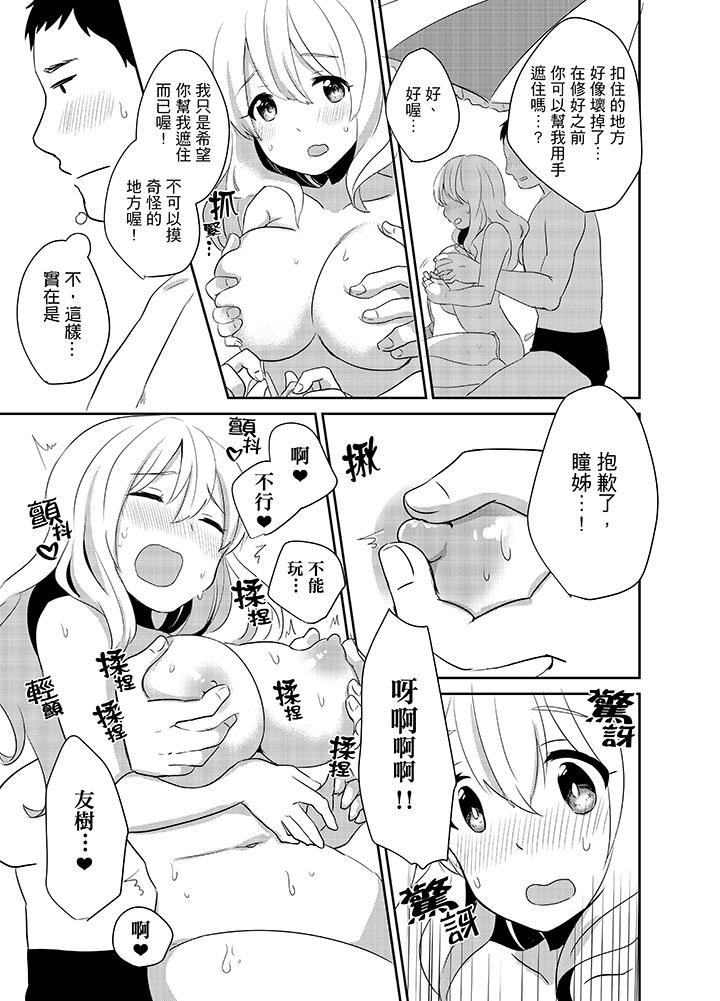 扣住的地方
好像壞掉了…
在修好之前
你可以幫我用手
遮住嗎…？
好、
好喔…
我只是希望
你幫我遮住
而已喔！
不可以摸
奇怪的
地方喔！
抓
緊…
不，這樣…
實在是
抱歉了，
瞳姊…！
揪
呀啊啊啊！！
驚訝
驚訝
啊♥
不行♥
不能
玩…
顫抖♡
顫抖♡
揉捏
揉捏
揉捏
揉捏
揉捏
輕顫
友樹…♥
啊♥